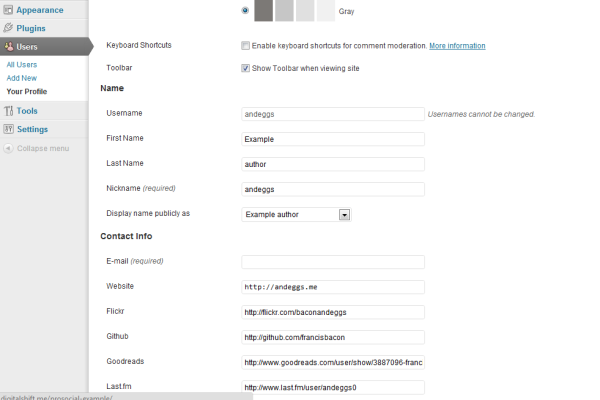 Appearance
Plugins
Users
All Users
Add New
Your Profile
Tools
Settings
Collapse menu
Gray
Keyboard Shortcuts
Enable keyboard shortcuts for comment moderation. More information
Toolbar
Show Toolbar when viewing site
Name
Username
andeggs
Usernames cannot be changed.
First Name
Example
Last Name
author
Nickname (required)
andeggs
Display name publicly as
Example author
Contact Info
E-mail (required)
Website
http://andeggs.me
Flickr
http://flickr.com/baconandeggs
Github
http://github.com/francisbacon
Goodreads
http://www.goodreads.com/user/show/3887096-franc
Last.fm
http://www.last.fm/user/andeggs0
digitalshift.me/prosocial-example/